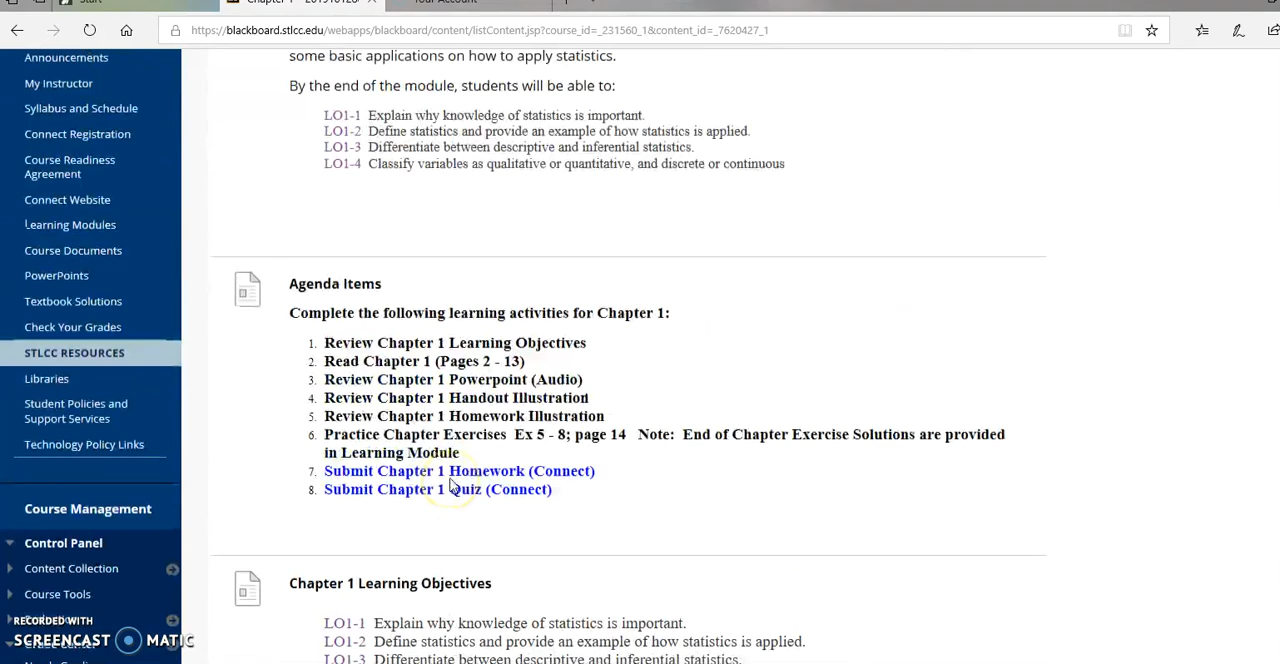 Start
Chapter 1 - 201910128
Your Account
https://blackboard.stlcc.edu/webapps/blackboard/content/listContent.jsp?course_id=_231560_1&content_id=_7620427_1
Announcements
My Instructor
Syllabus and Schedule
Connect Registration
Course Readiness
Agreement
Connect Website
Learning Modules
Course Documents
PowerPoints
Textbook Solutions
Check Your Grades
STLCC RESOURCES
Libraries
Student Policies and
Support Services
Technology Policy Links
Course Management
Control Panel
Content Collection
Course Tools
RECORDED WITH
SCREENCAST MATIC
some basic applications on how to apply statistics.
By the end of the module, students will be able to:
LO1-1 Explain why knowledge of statistics is important.
LO1-2 Define statistics and provide an example of how statistics is applied.
LO1-3 Differentiate between descriptive and inferential statistics.
LO1-4 Classify variables as qualitative or quantitative, and discrete or continuous
Agenda Items
Complete the following learning activities for Chapter 1:
1. Review Chapter 1 Learning Objectives
2. Read Chapter 1 (Pages 2 - 13)
3. Review Chapter 1 Powerpoint (Audio)
4. Review Chapter 1 Handout Illustration
5. Review Chapter 1 Homework Illustration
6. Practice Chapter Exercises Ex 5 - 8; page 14 Note: End of Chapter Exercise Solutions are provided
in Learning Module
7. Submit Chapter 1 Homework (Connect)
8. Submit Chapter 1 Quiz (Connect)
Chapter 1 Learning Objectives
LO1-1 Explain why knowledge of statistics is important.
LO1-2 Define statistics and provide an example of how statistics is applied.
LO1-3 Differentiate between descriptive and inferential statistics.